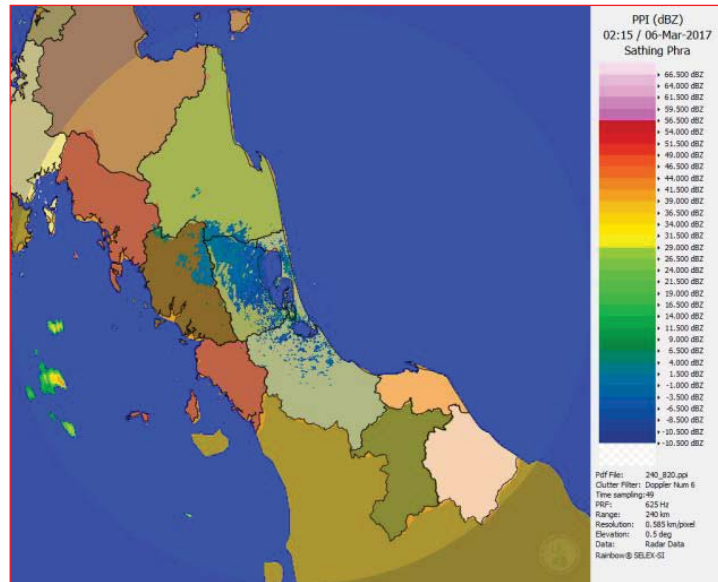 PPI (dBZ)
02:15 / 06-Mar-2017
Sathing Phra
66.500 dBZ
64.000 dBZ
61.500 dBZ
59.500 dBZ
56.500 dBZ
54.000 dBZ
51.500 dBZ
49.000 dBZ
46.500 dBZ
44.000 dBZ
41.500 dBZ
39.000 dBZ
36.500 dBZ
34.000 dBZ
31.500 dBZ
29.000 dBZ
26.500 dBZ
24.000 dBZ
21.500 dBZ
19.000 dBZ
16.500 dBZ
14.000 dBZ
11.500 dBZ
9.000 dBZ
6.500 dBZ
4.000 dBZ
1.500 dBZ
-1.000 dBZ
-3.500 dBZ
-6.500 dBZ
-8.500 dBZ
-10.500 dBZ
-10.500 dBZ
Pdf File: 240_820.ppi
Clutter Filter: Doppler Num 6
Time sampling: 49
PRF: 625 Hz
Range: 240 km
Resolution: 0.585 km/pixel
Elevation: 0.5 deg
Data: Radar Data
Rainbow® SELEX-SI